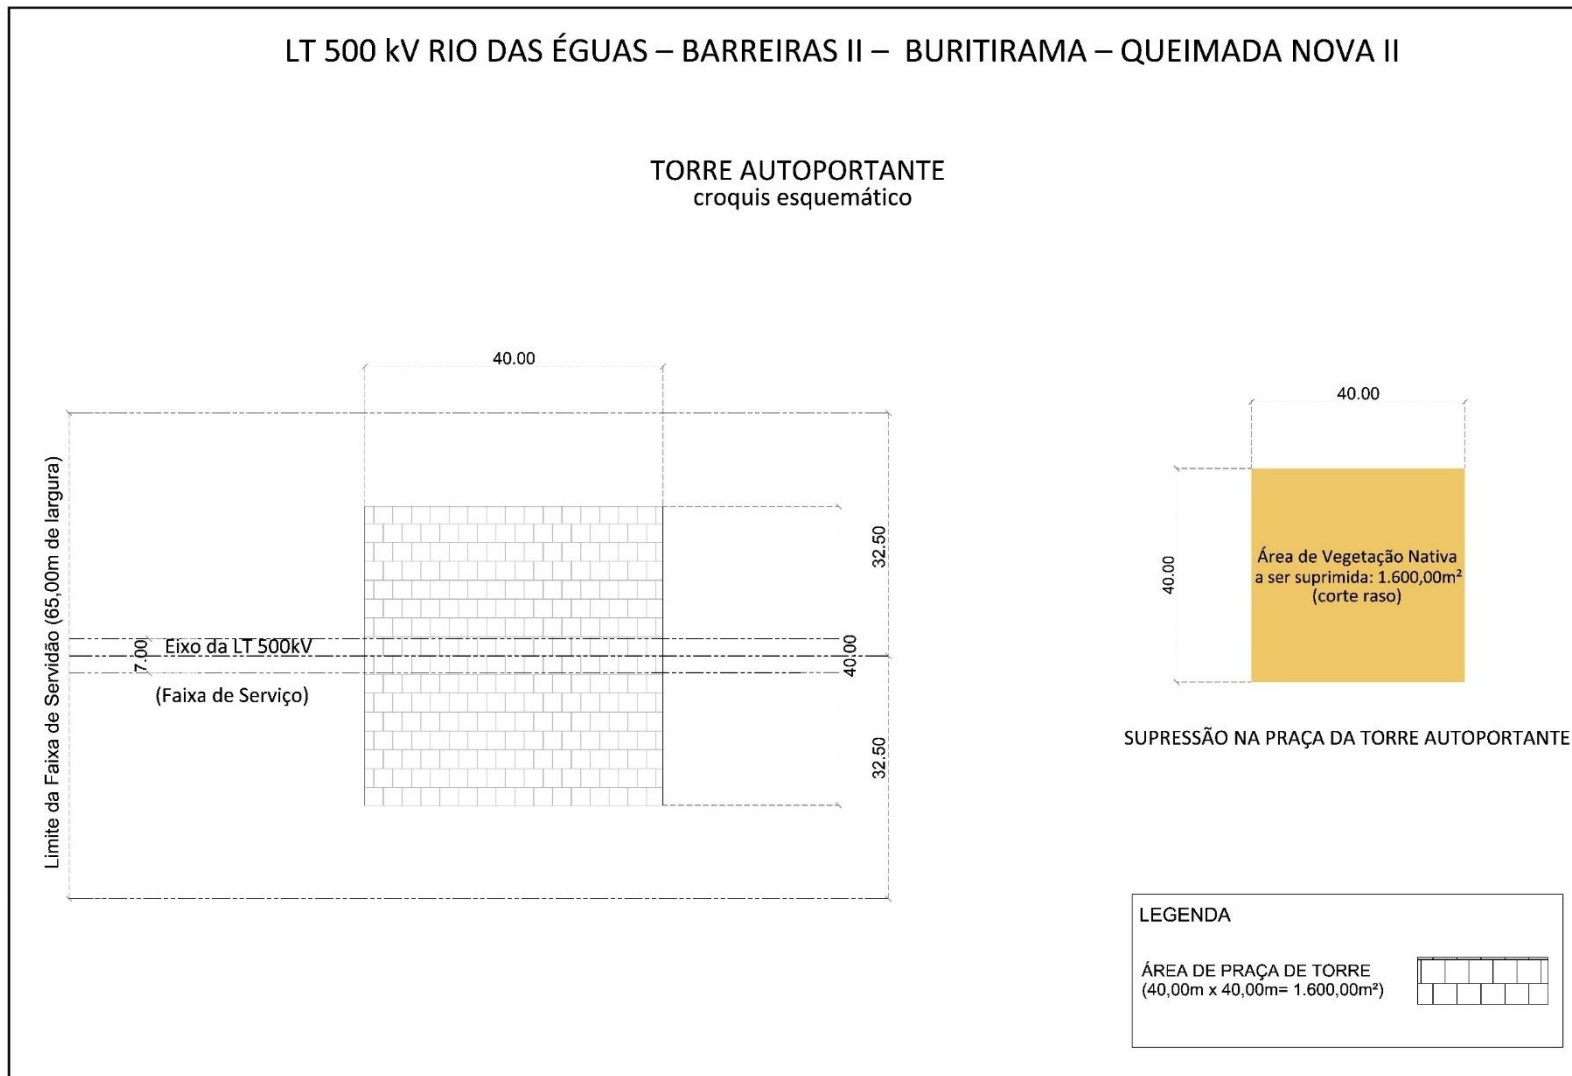 LT 500 kV RIO DAS ÉGUAS – BARREIRAS II – BURITIRAMA – QUEIMADA NOVA II
TORRE AUTOPORTANTE
croquis esquemático
40.00
Limite da Faixa de Servidão (65,00m de largura)
7.00
Eixo da LT 500kV
(Faixa de Serviço)
40.00
32.50
32.50
40.00
40.00
Área de Vegetação Nativa
a ser suprimida: 1.600,00m²
(corte raso)
SUPRESSÃO NA PRAÇA DA TORRE AUTOPORTANTE
LEGENDA
ÁREA DE PRAÇA DE TORRE
(40,00m x 40,00m= 1.600,00m²)